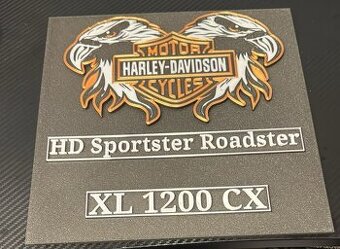 MOTOR
HARLEY-DAVIDSON
CYCLES
HD Sportster Roadster
XL 1200 CX